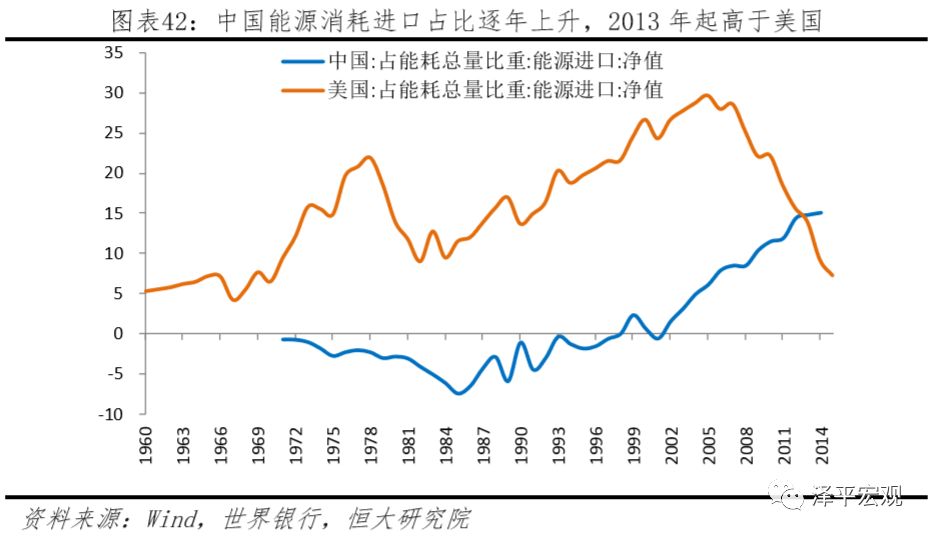 图表42：中国能源消耗进口占比逐年上升，2013 年起高于美国
35
30
25
20
15
10
5
0
-5
-10
中国:占能耗总量比重:能源进口:净值
美国:占能耗总量比重:能源进口:净值
1960 1963 1966 1969 1972 1975 1978 1981 1984 1987 1990 1993 1996 1999 2002 2005 2008 2011 2014
泽平宏观
资料来源：Wind，世界银行，恒大研究院